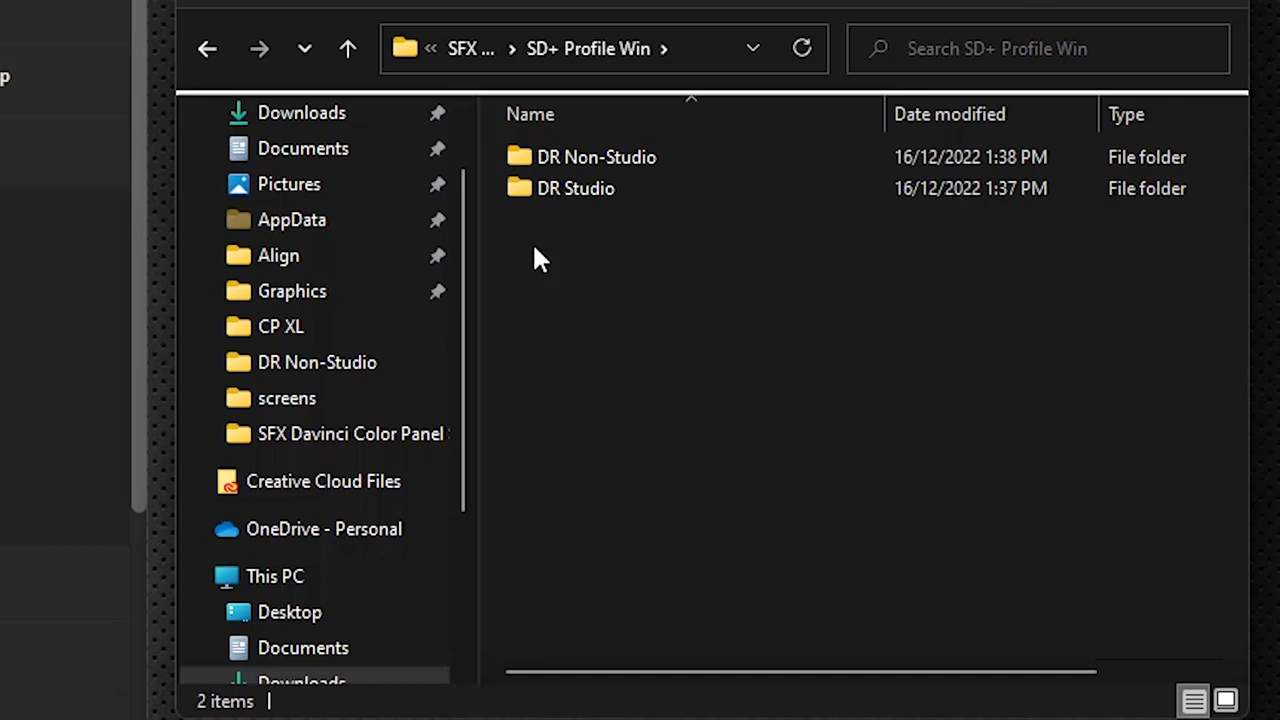 p
« SFX ... > SD+ Profile Win >
Search SD+ Profile Win
Name
Date modified
Type
DR Non-Studio
16/12/2022 1:38 PM
File folder
DR Studio
16/12/2022 1:37 PM
File folder
Downloads
Documents
Pictures
AppData
Align
Graphics
CP XL
DR Non-Studio
screens
SFX Davinci Color Panel
Creative Cloud Files
OneDrive - Personal
This PC
Desktop
Documents
Downloads
2 items